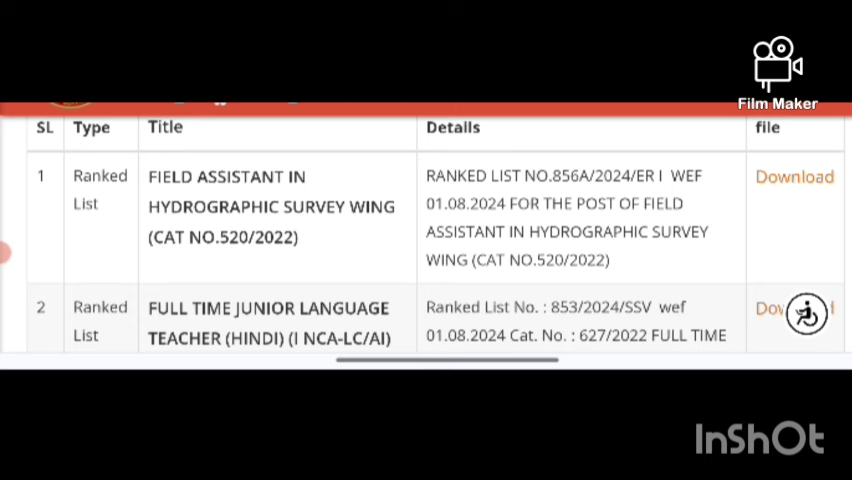 Film Maker
SL Type Title Details file
1 Ranked List FIELD ASSISTANT IN HYDROGRAPHIC SURVEY WING (CAT NO.520/2022) RANKED LIST NO.856A/2024/ER I WEF 01.08.2024 FOR THE POST OF FIELD ASSISTANT IN HYDROGRAPHIC SURVEY WING (CAT NO.520/2022) Download
2 Ranked List FULL TIME JUNIOR LANGUAGE TEACHER (HINDI) (I NCA-LC/AI) Ranked List No. : 853/2024/SSV wef 01.08.2024 Cat. No. : 627/2022 FULL TIME
InShOt